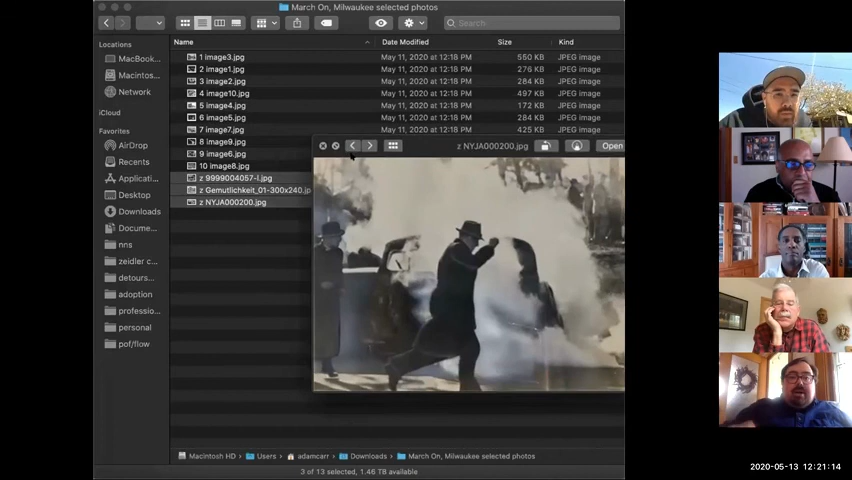 March On, Milwaukee selected photos
Search
Locations
MacBook...
Macintos...
Network
iCloud
Favorites
AirDrop
Recents
Applicati...
Desktop
Downloads
Docume...
nns
zeidler c...
detours...
adoption
professio...
personal
pof/flow
Name Date Modified Size Kind
1 image3.jpg May 11, 2020 at 12:18 PM 550 KB JPEG image
2 image1.jpg May 11, 2020 at 12:18 PM 276 KB JPEG image
3 image2.jpg May 11, 2020 at 12:18 PM 284 KB JPEG image
4 image10.jpg May 11, 2020 at 12:18 PM 497 KB JPEG image
5 image4.jpg May 11, 2020 at 12:18 PM 172 KB JPEG image
6 image5.jpg May 11, 2020 at 12:18 PM 284 KB JPEG image
7 image7.jpg May 11, 2020 at 12:18 PM 425 KB JPEG image
8 image9.jpg
9 image6.jpg
10 image8.jpg
z 9999004057-l.jpg
z Gemutlichkeit_01-300x240.jp
z NYJA000200.jpg
z NYJA000200.jpg Open
Macintosh HD Users adamcarr Downloads March On, Milwaukee selected photos
3 of 13 selected, 1.46 TB available
2020-05-13 12:21:14